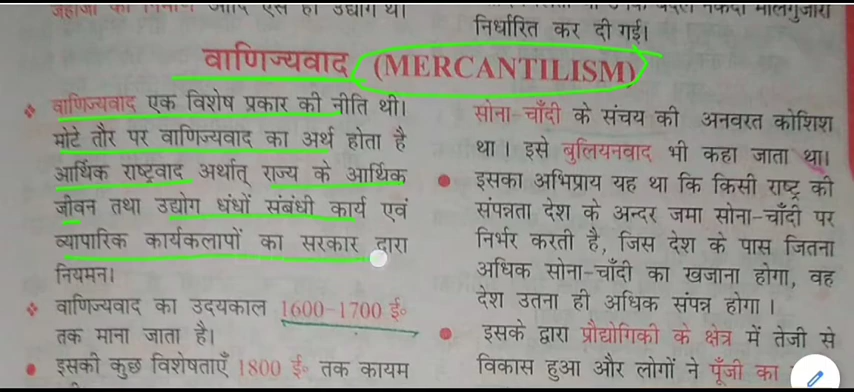 निर्धारित कर दी गई।
वाणिज्यवाद (MERCANTILISM)
❖ वाणिज्यवाद एक विशेष प्रकार की नीति थी।
मोटे तौर पर वाणिज्यवाद का अर्थ होता है
आर्थिक राष्ट्रवाद अर्थात् राज्य के आर्थिक
जीवन तथा उद्योग धंधों संबंधी कार्य एवं
व्यापारिक कार्यकलापों का सरकार द्वारा
नियमन।
❖ वाणिज्यवाद का उदयकाल 1600-1700 ई॰
तक माना जाता है।
● इसकी कुछ विशेषताएँ 1800 ई॰ तक कायम
सोना-चाँदी के संचय की अनवरत कोशिश
था। इसे बुलियनवाद भी कहा जाता था।
● इसका अभिप्राय यह था कि किसी राष्ट्र की
संपन्नता देश के अन्दर जमा सोना-चाँदी पर
निर्भर करती है, जिस देश के पास जितना
अधिक सोना-चाँदी का खजाना होगा, वह
देश उतना ही अधिक संपन्न होगा ।
● इसके द्वारा प्रौद्योगिकी के क्षेत्र में तेजी से
विकास हुआ और लोगों ने पूँजी का